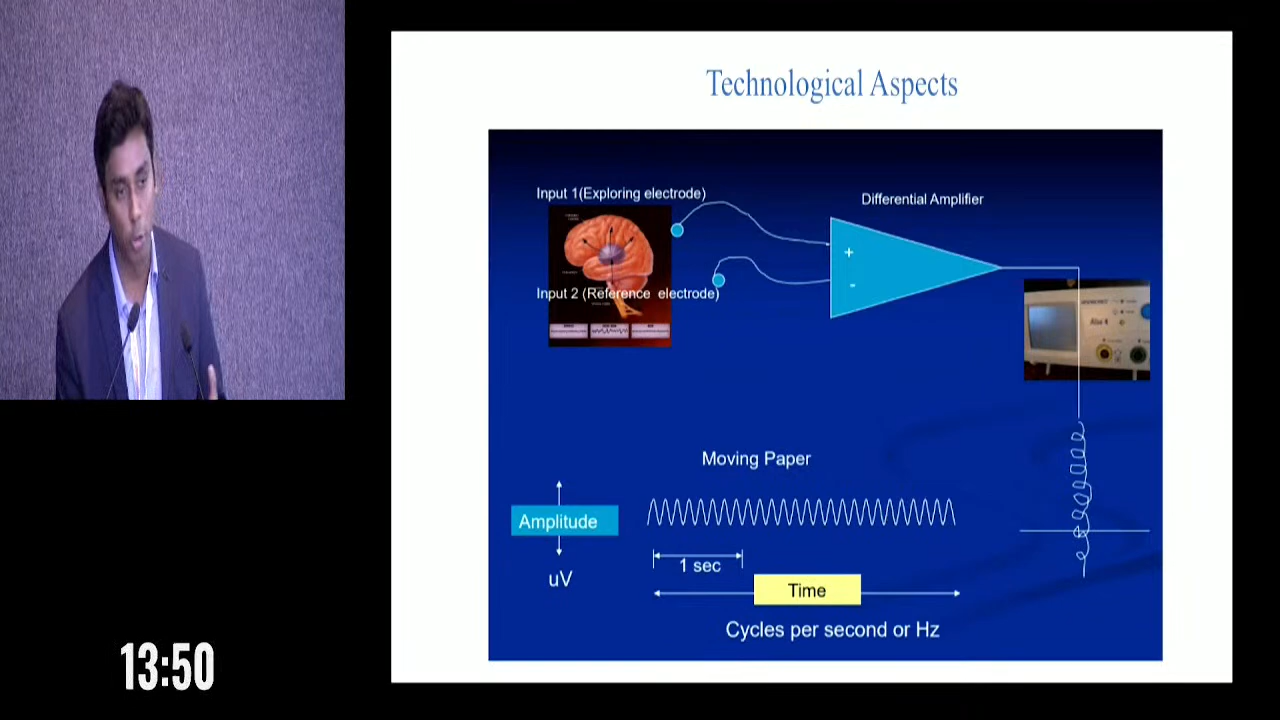 Technological Aspects
Input 1(Exploring electrode)
Differential Amplifier
+
-
Input 2 (Reference electrode)
Moving Paper
Amplitude
1 sec
uV
Time
Cycles per second or Hz
13:50